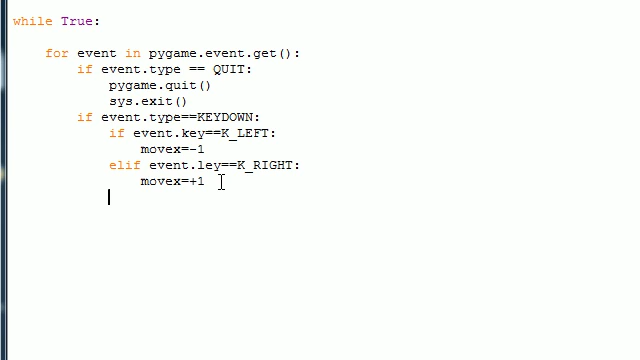 while True:
for event in pygame.event.get():
if event.type == QUIT:
pygame.quit()
sys.exit()
if event.type==KEYDOWN:
if event.key==K_LEFT:
movex=-1
elif event.ley==K_RIGHT:
movex=+1